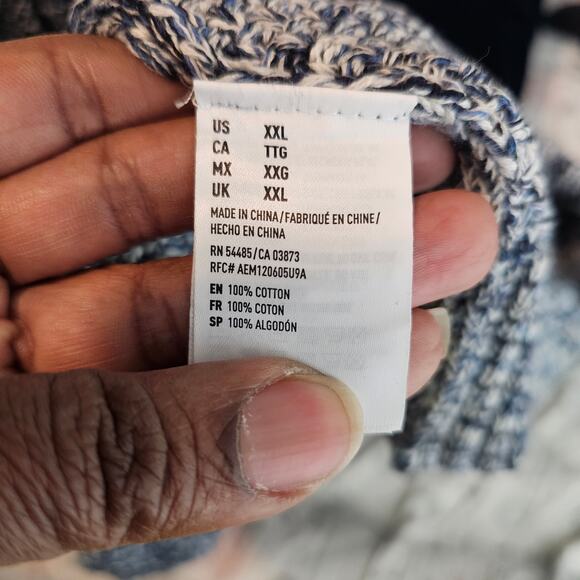 US XXL
CA TTG
MX XXG
UK XXL
MADE IN CHINA/FABRIQUÉ EN CHINE/
HECHO EN CHINA
RN 54485/CA 03873
RFC# AEM120605U9A
EN 100% COTTON
FR 100% COTON
SP 100% ALGODÓN